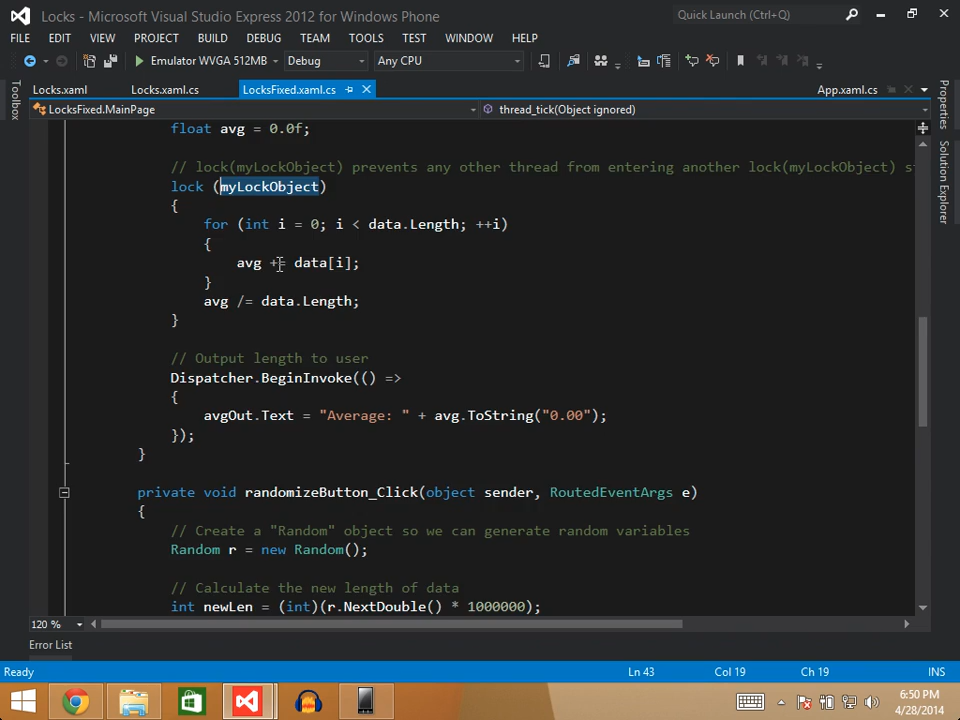 Locks - Microsoft Visual Studio Express 2012 for Windows Phone
Quick Launch (Ctrl+Q)
FILE EDIT VIEW PROJECT BUILD DEBUG TEAM TOOLS TEST WINDOW HELP
Emulator WVGA 512MB Debug Any CPU
Locks.xaml Locks.xaml.cs LocksFixed.xaml.cs App.xaml.cs
LocksFixed.MainPage thread_tick(Object ignored)
Toolbox
Properties
Solution Explorer
float avg = 0.0f;
// lock(myLockObject) prevents any other thread from entering another lock(myLockObject) st
lock (myLockObject)
{
for (int i = 0; i < data.Length; ++i)
{
avg += data[i];
}
avg /= data.Length;
}
// Output length to user
Dispatcher.BeginInvoke(() =>
{
avgOut.Text = "Average: " + avg.ToString("0.00");
});
}
private void randomizeButton_Click(object sender, RoutedEventArgs e)
{
// Create a "Random" object so we can generate random variables
Random r = new Random();
// Calculate the new length of data
int newLen = (int)(r.NextDouble() * 1000000);
120 %
Error List
Ready Ln 43 Col 19 Ch 19 INS
6:50 PM
4/28/2014